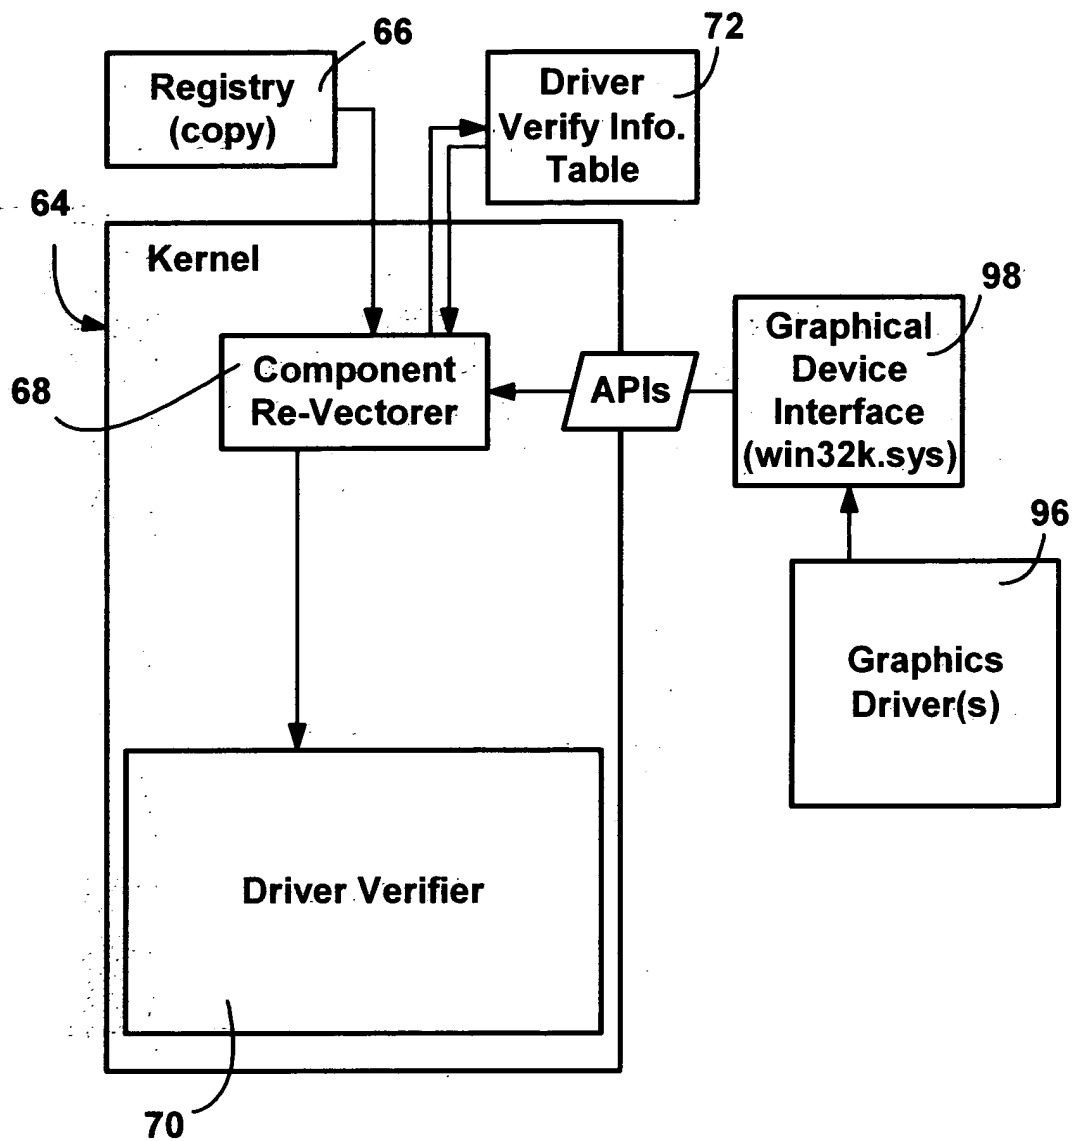 66
72
Registry
(copy)
Driver
Verify Info.
Table
64
Kernel
98
Graphical
Device
Interface
(win32k.sys)
68
Component
Re-Vectorer
APIs
96
Graphics
Driver(s)
Driver Verifier
70